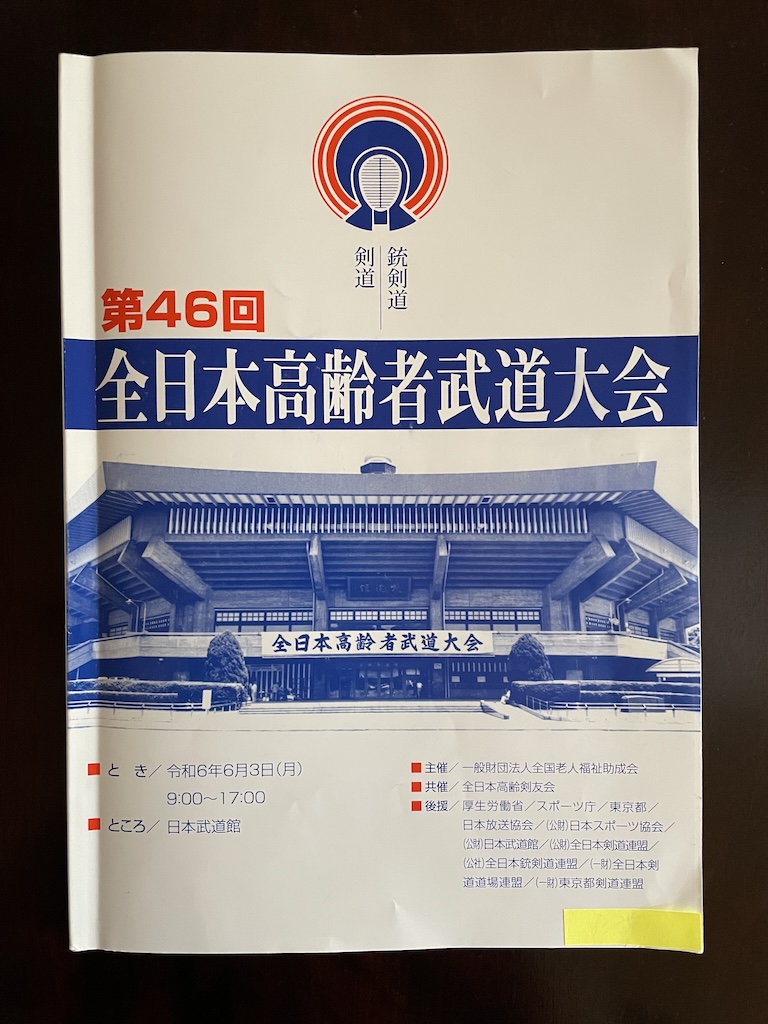 剣道
銃剣道
第46回
全日本高齢者武道大会
全日本高齢者武道大会
■とき／令和6年6月3日(月)
9:00〜17:00
■ところ／日本武道館
■主催／一般財団法人全国老人福祉助成会
■共催／全日本高齢剣友会
■後援／厚生労働省／スポーツ庁／東京都／
日本放送協会／(公財)日本スポーツ協会／
(公財)日本武道館／(公財)全日本剣道連盟／
(公社)全日本銃剣道連盟／(一財)全日本剣
道道場連盟／(一財)東京都剣道連盟